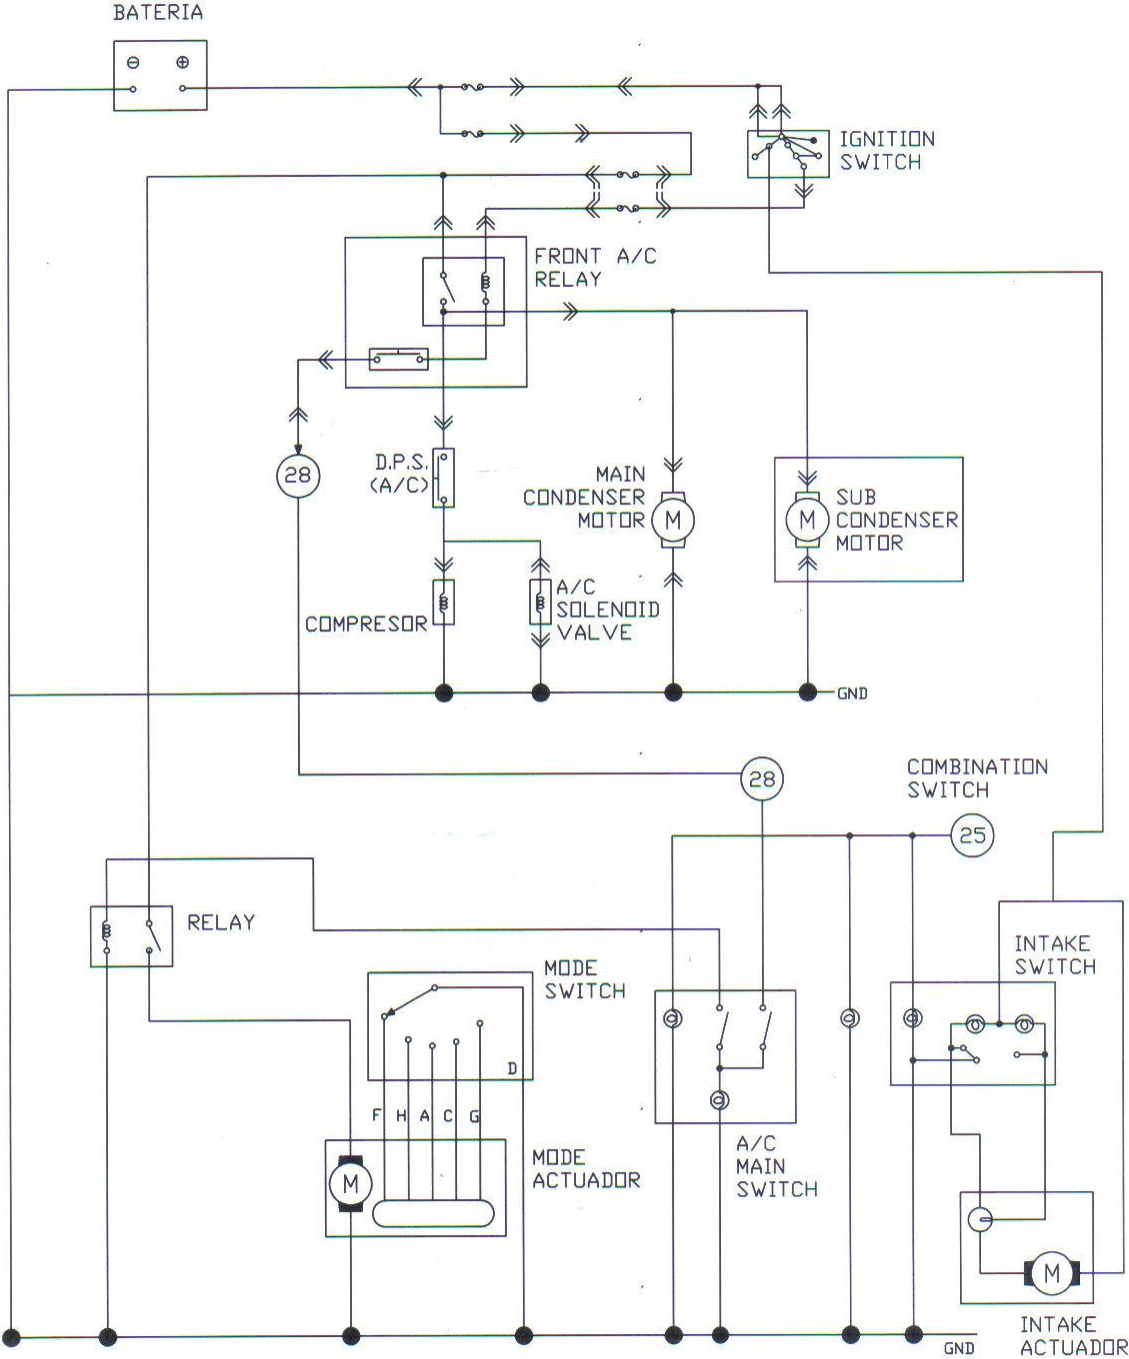 BATERIA
⊖ ⊕
IGNITION
SWITCH
FRONT A/C
RELAY
28
D.P.S.
(A/C)
MAIN
CONDENSER
MOTOR
M
M
SUB
CONDENSER
MOTOR
COMPRESOR
A/C
SOLENOID
VALVE
GND
28
COMBINATION
SWITCH
25
RELAY
MODE
SWITCH
D
F H A C G
M
MODE
ACTUADOR
A/C
MAIN
SWITCH
INTAKE
SWITCH
M
INTAKE
ACTUADOR
GND